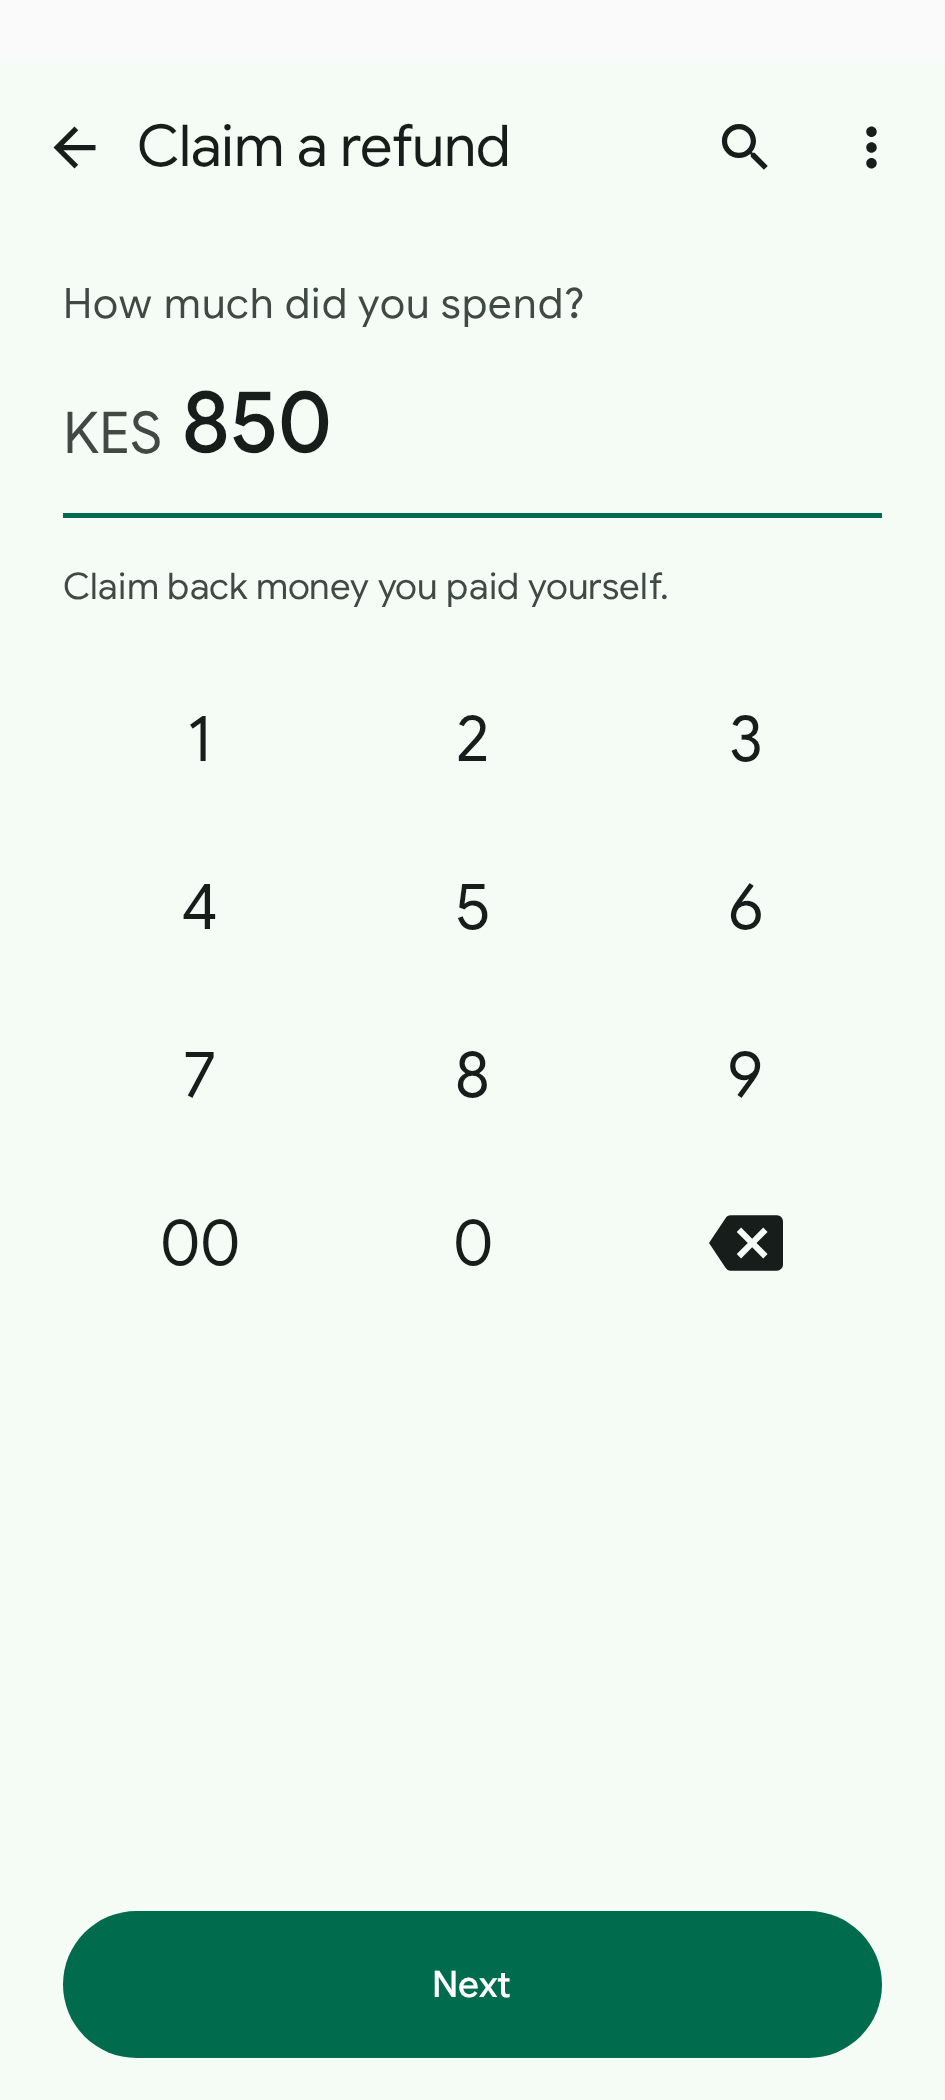 Claim a refund
How much did you spend?
KES 850
Claim back money you paid yourself.
1 2 3
4 5 6
7 8 9
00 0
Next